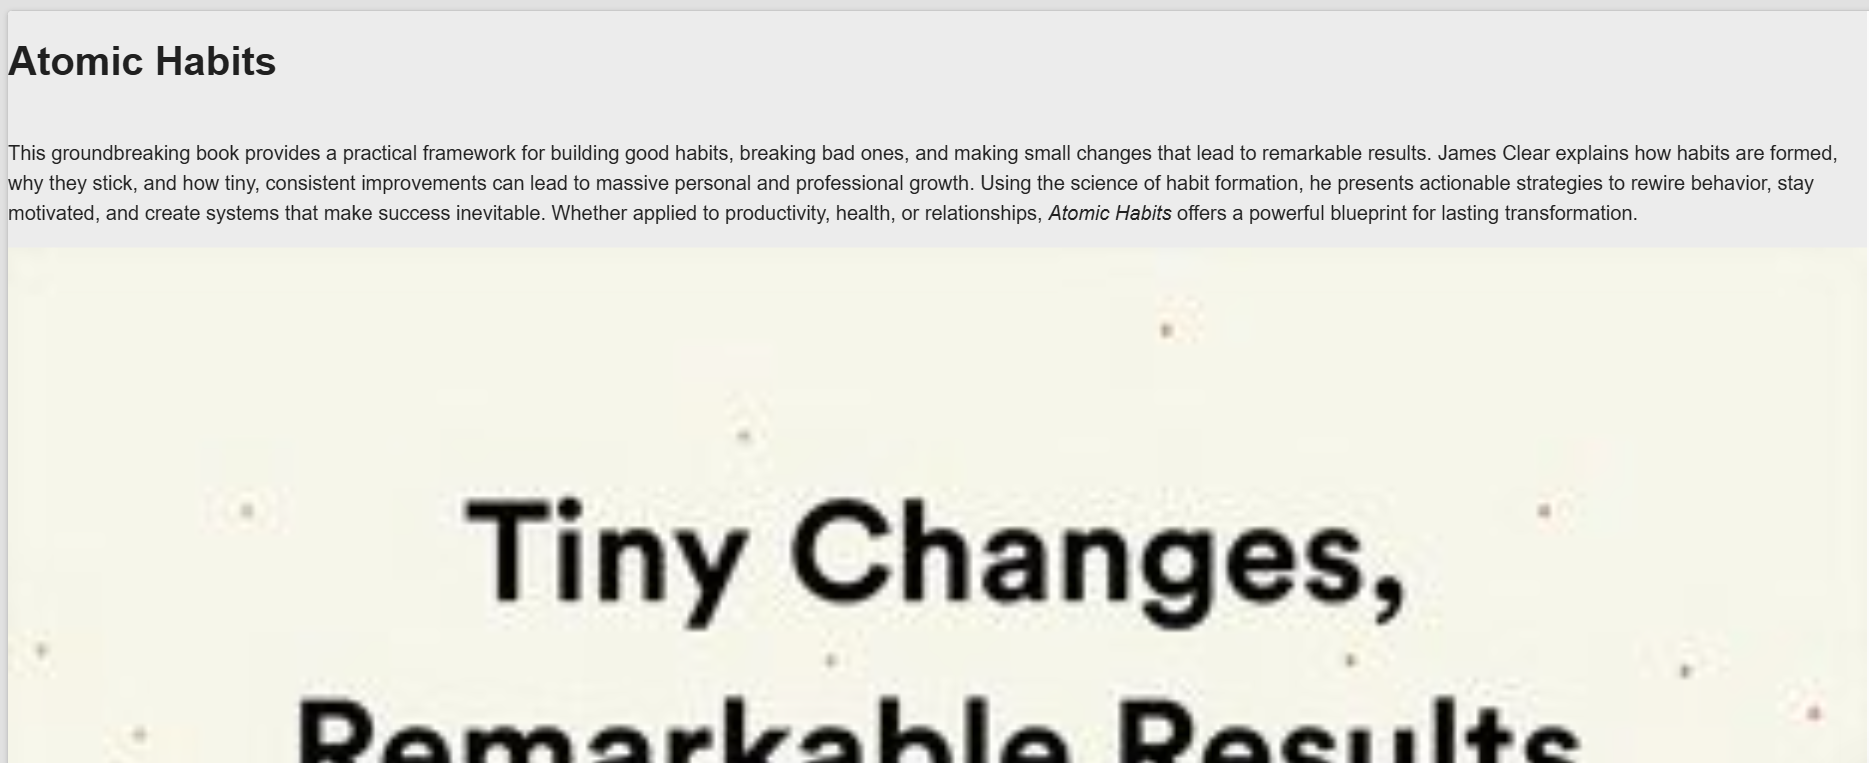 Atomic Habits
This groundbreaking book provides a practical framework for building good habits, breaking bad ones, and making small changes that lead to remarkable results. James Clear explains how habits are formed,
why they stick, and how tiny, consistent improvements can lead to massive personal and professional growth. Using the science of habit formation, he presents actionable strategies to rewire behavior, stay
motivated, and create systems that make success inevitable. Whether applied to productivity, health, or relationships, Atomic Habits offers a powerful blueprint for lasting transformation.
Tiny Changes,
Remarkable Results